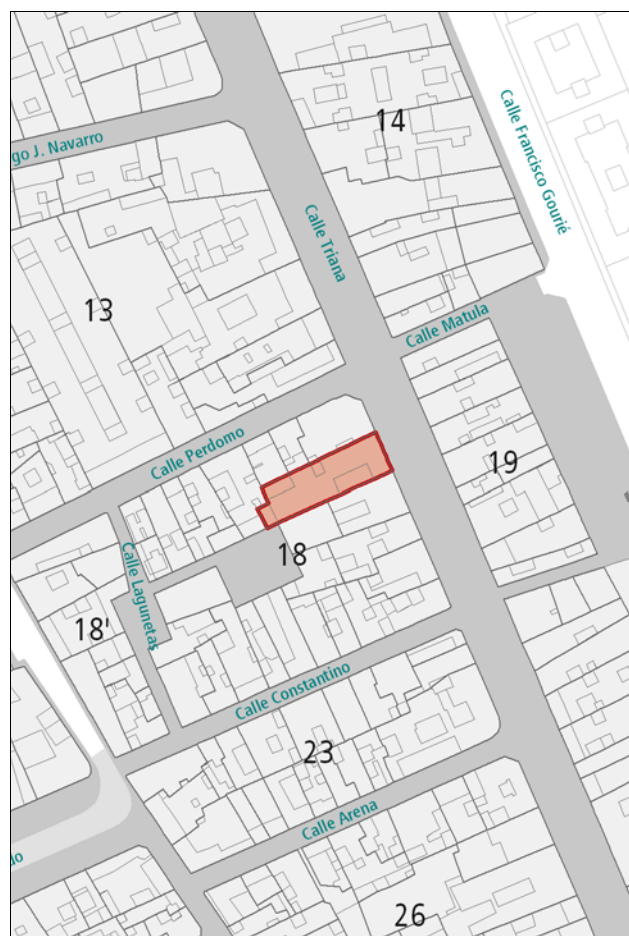 14
Calle Francisco Gourié
go J. Navarro
Calle Triana
13
Calle Matula
Calle Perdomo
19
18
Calle Lagunetas
18'
Calle Constantino
23
Calle Arena
lo
26